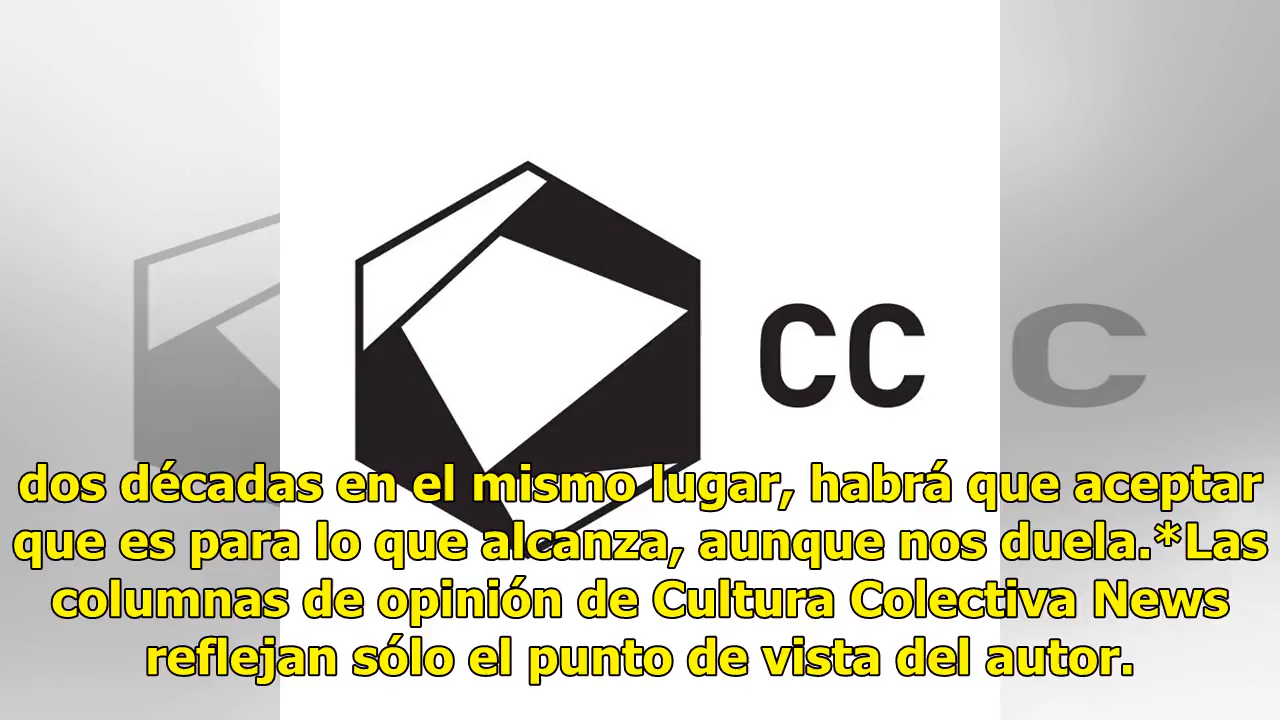 CC
C
dos décadas en el mismo lugar, habrá que aceptar
que es para lo que alcanza, aunque nos duela.*Las
columnas de opinión de Cultura Colectiva News
reflejan sólo el punto de vista del autor.